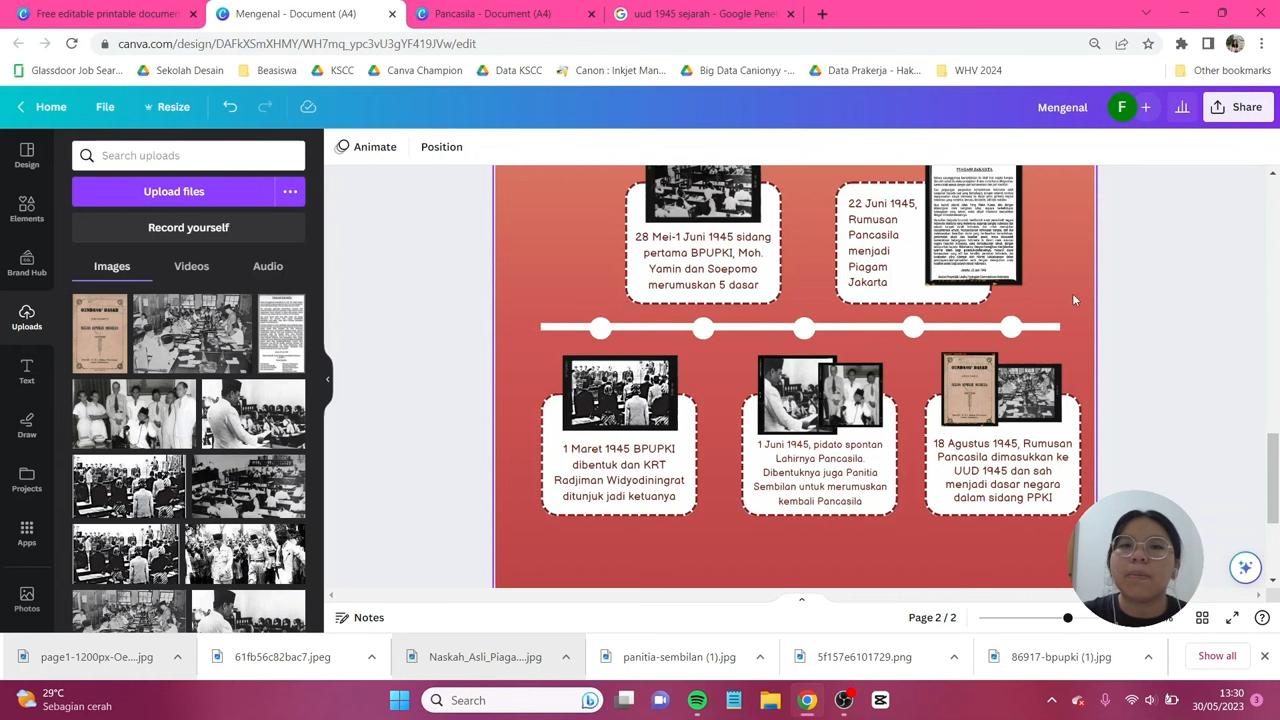 Free editable printable document
Mengenal - Document (A4)
Pancasila - Document (A4)
uud 1945 sejarah - Google Pene
canva.com/design/DAFkXSmXHMY/WH7mq_ypc3vU3gYF419JVw/edit
Glassdoor Job Sear...
Sekolah Desain
Beasiswa
KSCC
Canva Champion
Data KSCC
Canon : Inkjet Man...
Big Data Canionyy -...
Data Prakerja - Hak...
WHV 2024
Other bookmarks
Home
File
Resize
Mengenal
F
Share
Design
Elements
Brand Hub
Uploads
Text
Draw
Projects
Apps
Photos
Search uploads
Upload files
Record yourself
Images
Videos
Audio
Animate
Position
28 Mei-1 Juni 1945 sidang
pertama BPUPKI, Moh.
Yamin dan Soepomo
merumuskan 5 dasar
22 Juni 1945,
Rumusan
Pancasila
menjadi
Piagam
Jakarta
PIAGAM JAKARTA
1 Maret 1945 BPUPKI
dibentuk dan KRT
Radjiman Widyodiningrat
ditunjuk jadi ketuanya
1 Juni 1945, pidato spontan
Lahirnya Pancasila.
Dibentuknya juga Panitia
Sembilan untuk merumuskan
kembali Pancasila
18 Agustus 1945, Rumusan
Pancasila dimasukkan ke
UUD 1945 dan sah
menjadi dasar negara
dalam sidang PPKI
Notes
Page 2 / 2
page1-1200px-Oe....jpg
61fb56c82bac7.jpeg
Naskah_Asli_Piaga....jpg
panitia-sembilan (1).jpg
5f157e6101729.png
86917-bpupki (1).jpg
Show all
29°C
Sebagian cerah
Search
13:30
30/05/2023
3